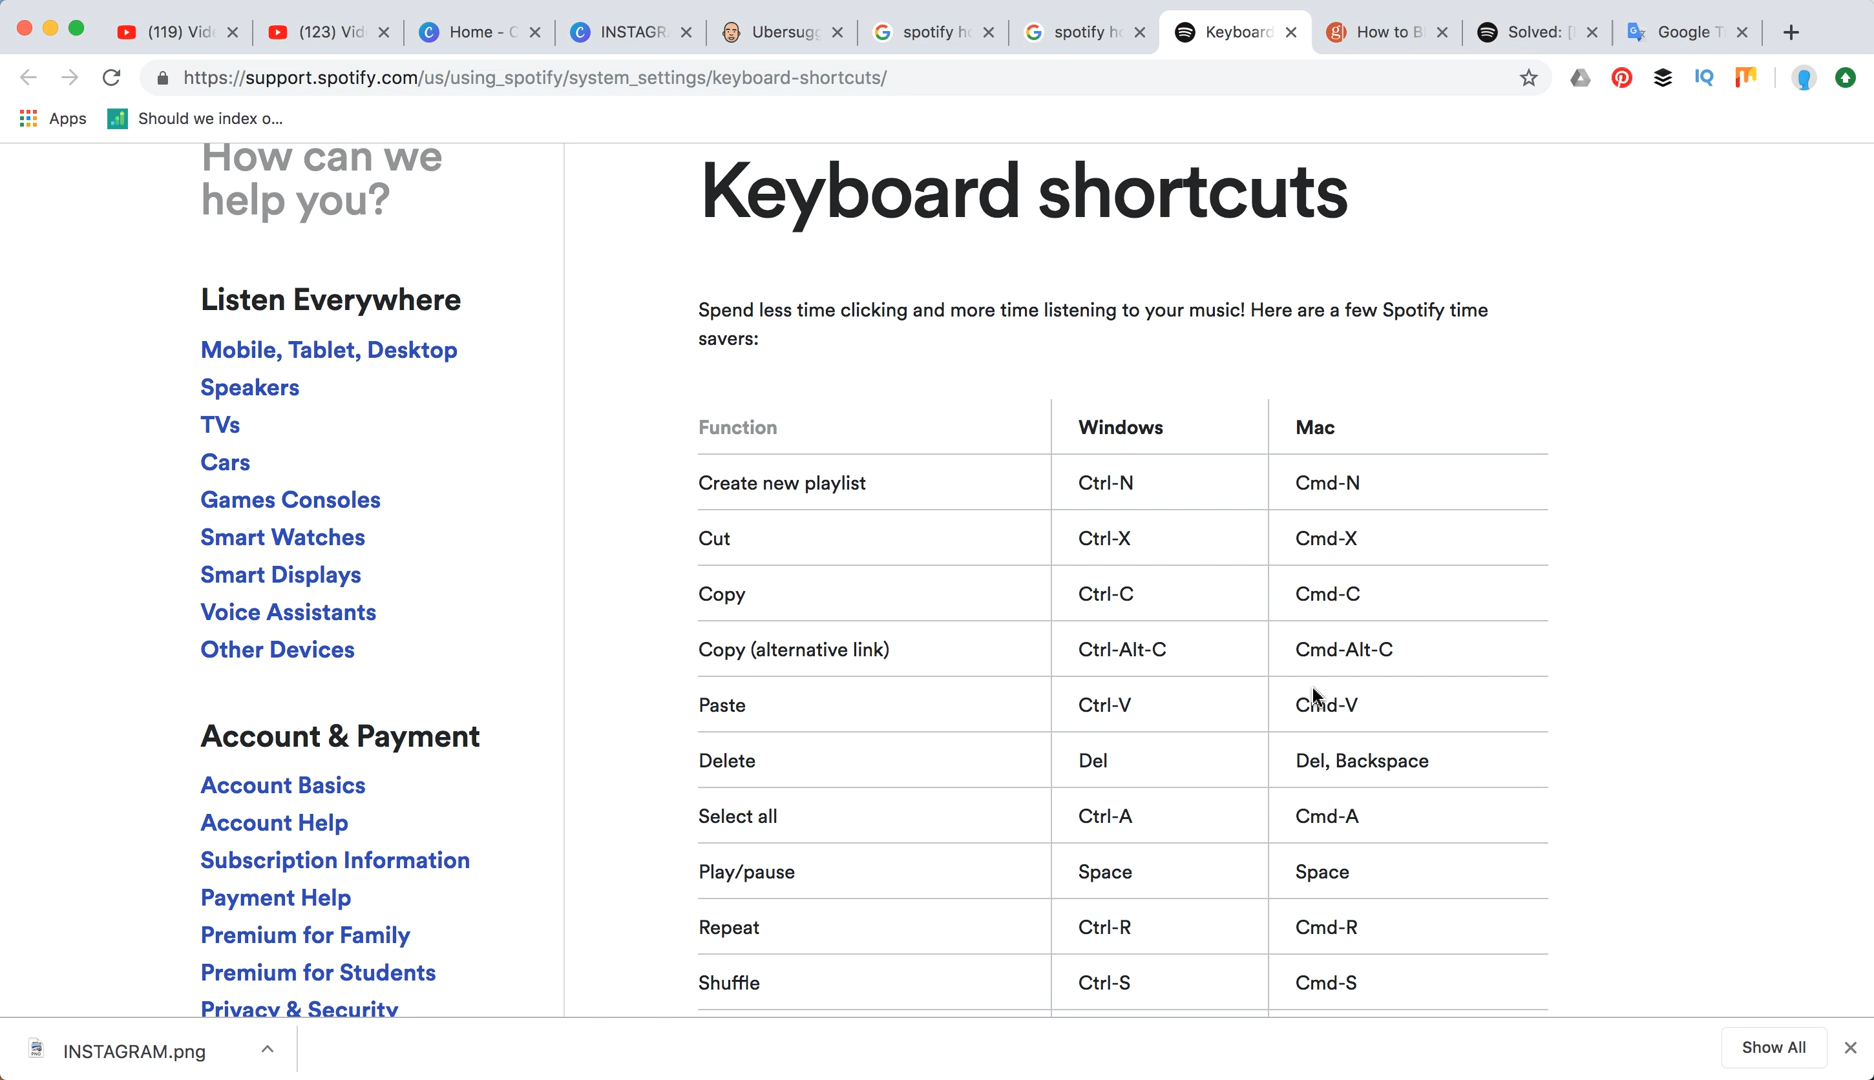 (119) Vid
(123) Vid
Home - C
INSTAGR
Ubersugg
spotify h
spotify h
Keyboard
How to B
Solved: [
Google T
https://support.spotify.com/us/using_spotify/system_settings/keyboard-shortcuts/
IQ
Apps
Should we index o...
How can we
help you?
Listen Everywhere
Mobile, Tablet, Desktop
Speakers
TVs
Cars
Games Consoles
Smart Watches
Smart Displays
Voice Assistants
Other Devices
Account & Payment
Account Basics
Account Help
Subscription Information
Payment Help
Premium for Family
Premium for Students
Privacy & Security
Keyboard shortcuts
Spend less time clicking and more time listening to your music! Here are a few Spotify time
savers:
Function Windows Mac
Create new playlist Ctrl-N Cmd-N
Cut Ctrl-X Cmd-X
Copy Ctrl-C Cmd-C
Copy (alternative link) Ctrl-Alt-C Cmd-Alt-C
Paste Ctrl-V Cmd-V
Delete Del Del, Backspace
Select all Ctrl-A Cmd-A
Play/pause Space Space
Repeat Ctrl-R Cmd-R
Shuffle Ctrl-S Cmd-S
INSTAGRAM.png
Show All